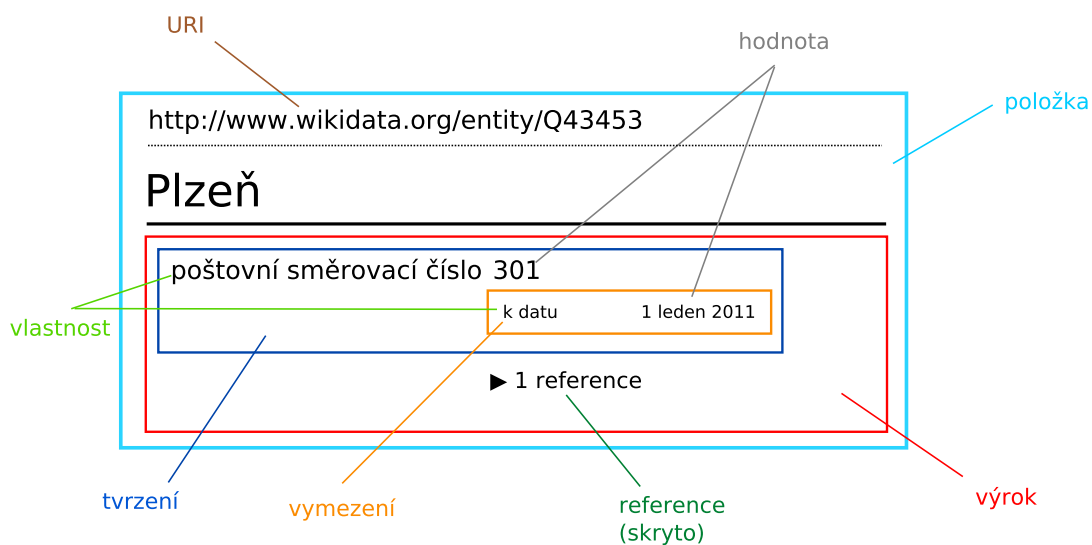 URI
hodnota
položka
http://www.wikidata.org/entity/Q43453
Plzeň
poštovní směrovací číslo 301
k datu 1 leden 2011
vlastnost
▶ 1 reference
tvrzení
vymezení
reference
(skryto)
výrok